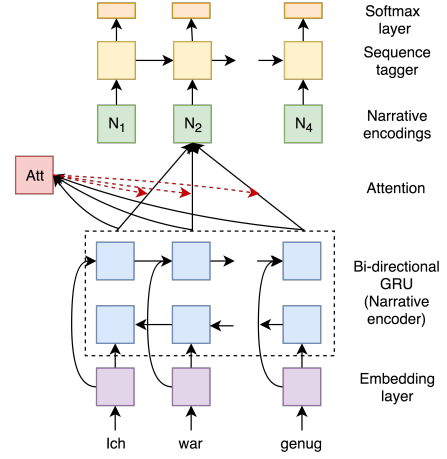 Softmax
layer
Sequence
tagger
N1
N2
N4
Narrative
encodings
Att
Attention
Bi-directional
GRU
(Narrative
encoder)
Embedding
layer
Ich
war
genug